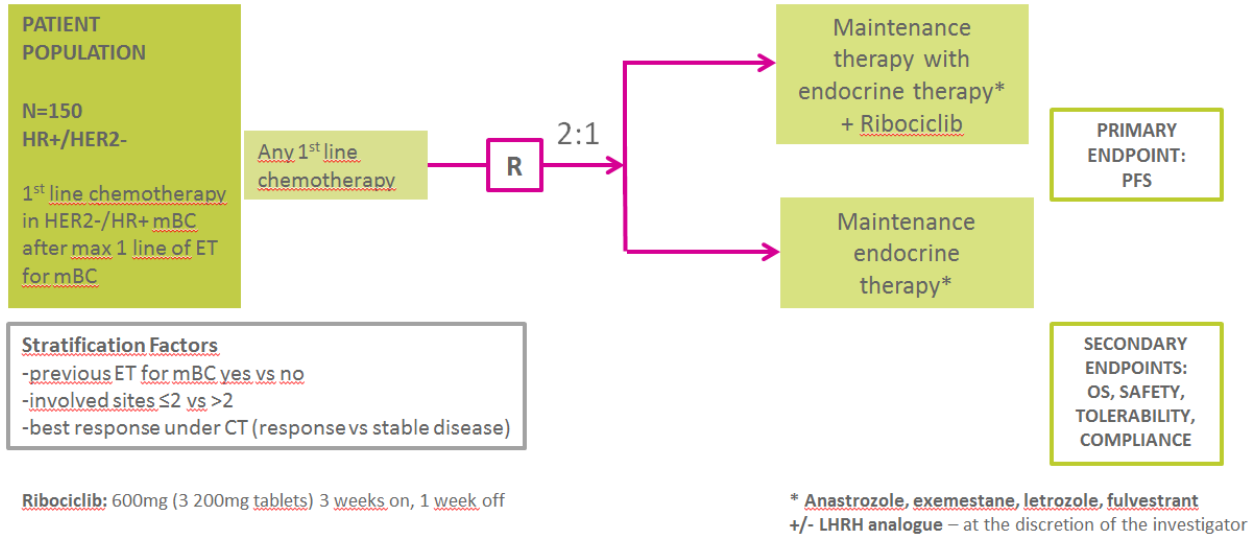 PATIENT
POPULATION
N=150
HR+/HER2-
1st line chemotherapy
in HER2-/HR+ mBC
after max 1 line of ET
for mBC
Any 1st line
chemotherapy
R
2:1
Maintenance
therapy with
endocrine therapy*
+ Ribociclib
Maintenance
endocrine
therapy*
PRIMARY
ENDPOINT:
PFS
SECONDARY
ENDPOINTS:
OS, SAFETY,
TOLERABILITY,
COMPLIANCE
Stratification Factors
-previous ET for mBC yes vs no
-involved sites ≤2 vs >2
-best response under CT (response vs stable disease)
Ribociclib: 600mg (3 200mg tablets) 3 weeks on, 1 week off
* Anastrozole, exemestane, letrozole, fulvestrant
+/- LHRH analogue – at the discretion of the investigator